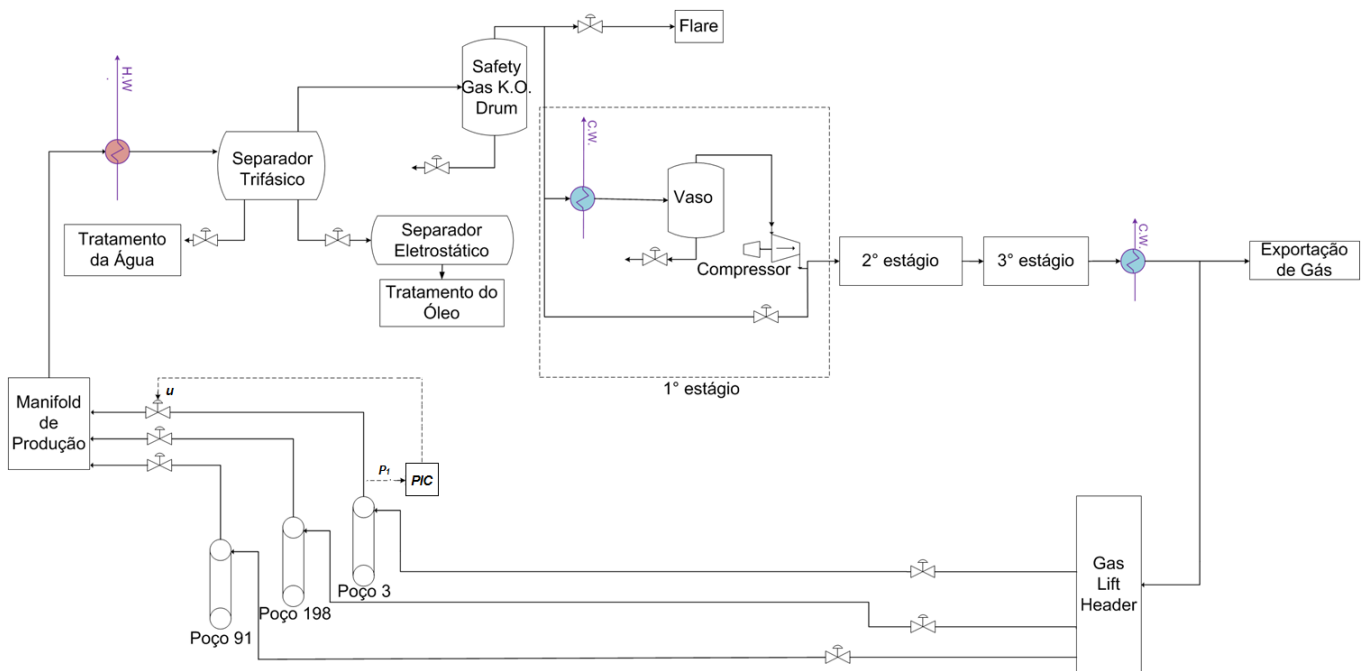 Flare
Safety
Gas K.O.
Drum
H.W
Separador
Trifásico
C.W.
Vaso
Compressor
Tratamento
da Água
Separador
Eletrostático
Tratamento do
Óleo
2° estágio
3° estágio
C.W.
Exportação
de Gás
1° estágio
Manifold
de
Produção
u
P1
PIC
Poço 3
Poço 198
Poço 91
Gas
Lift
Header